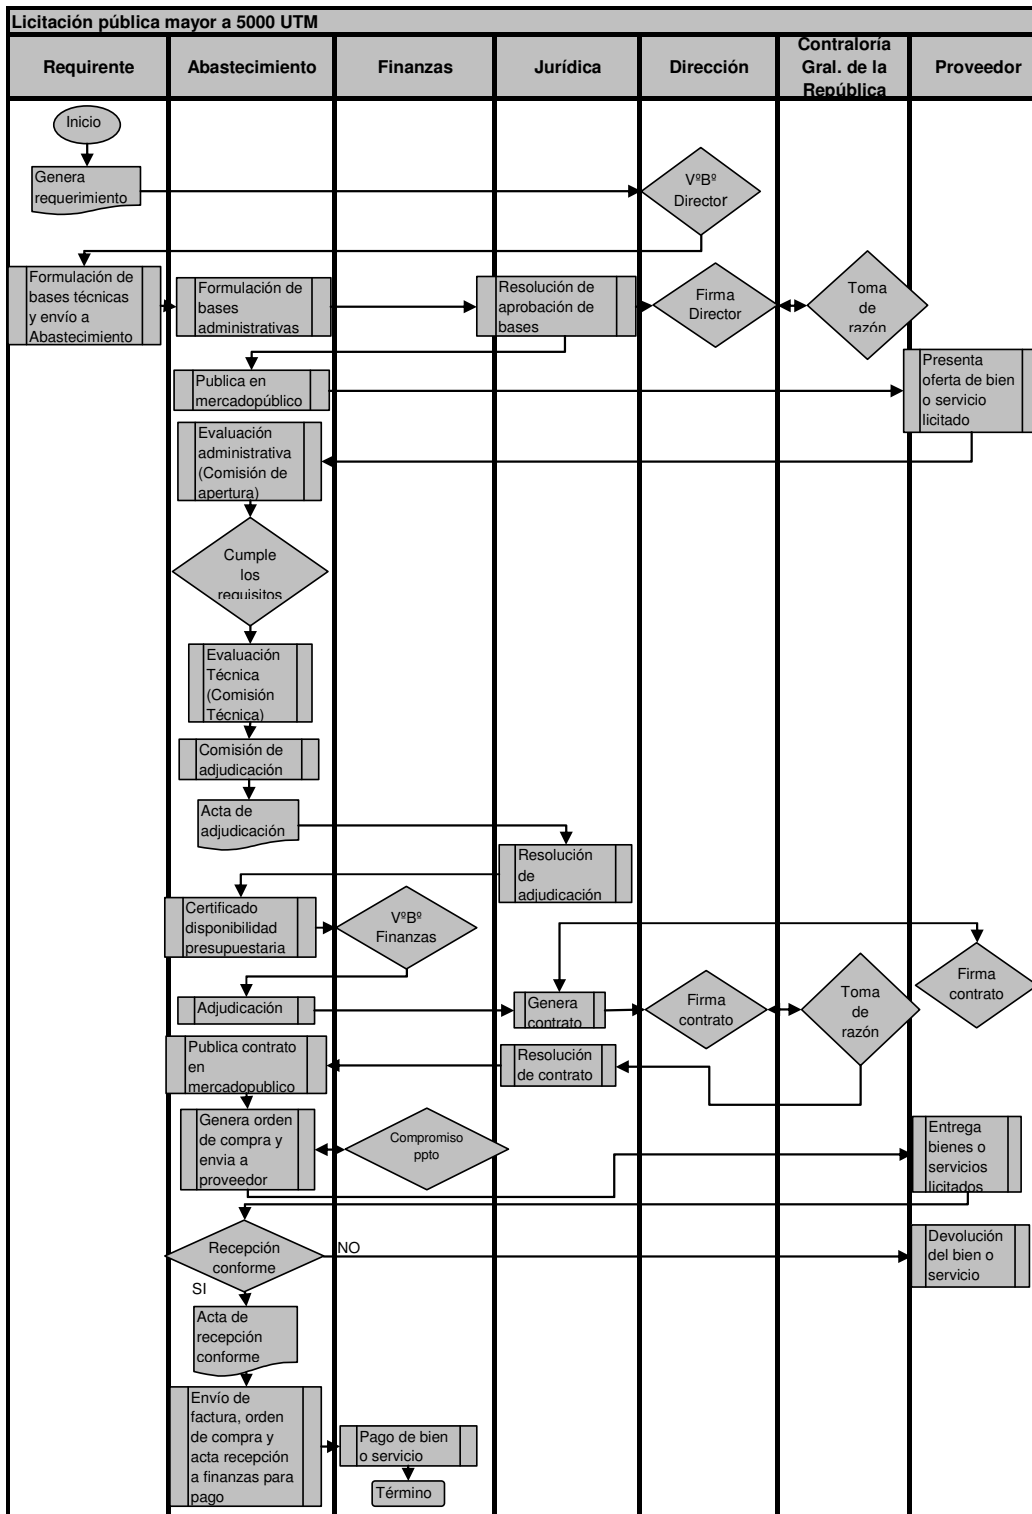 Licitación pública mayor a 5000 UTM
Requirente
Abastecimiento
Finanzas
Jurídica
Dirección
Contraloría
Gral. de la
República
Proveedor
Inicio
Genera
requerimiento
VºBº
Director
Formulación de
bases técnicas
y envío a
Abastecimiento
Formulación de
bases
administrativas
Resolución de
aprobación de
bases
Firma
Director
Toma
de
razón
Publica en
mercadopúblico
Presenta
oferta de bien
o servicio
licitado
Evaluación
administrativa
(Comisión de
apertura)
Cumple
los
requisitos
Evaluación
Técnica
(Comisión
Técnica)
Comisión de
adjudicación
Acta de
adjudicación
Resolución
de
adjudicación
Certificado
disponibilidad
presupuestaria
VºBº
Finanzas
Firma
contrato
Adjudicación
Genera
contrato
Firma
contrato
Toma
de
razón
Publica contrato
en
mercadopublico
Resolución
de contrato
Genera orden
de compra y
envia a
proveedor
Compromiso
ppto
Entrega
bienes o
servicios
licitados
Recepción
conforme
NO
Devolución
del bien o
servicio
SI
Acta de
recepción
conforme
Envío de
factura, orden
de compra y
acta recepción
a finanzas para
pago
Pago de bien
o servicio
Término